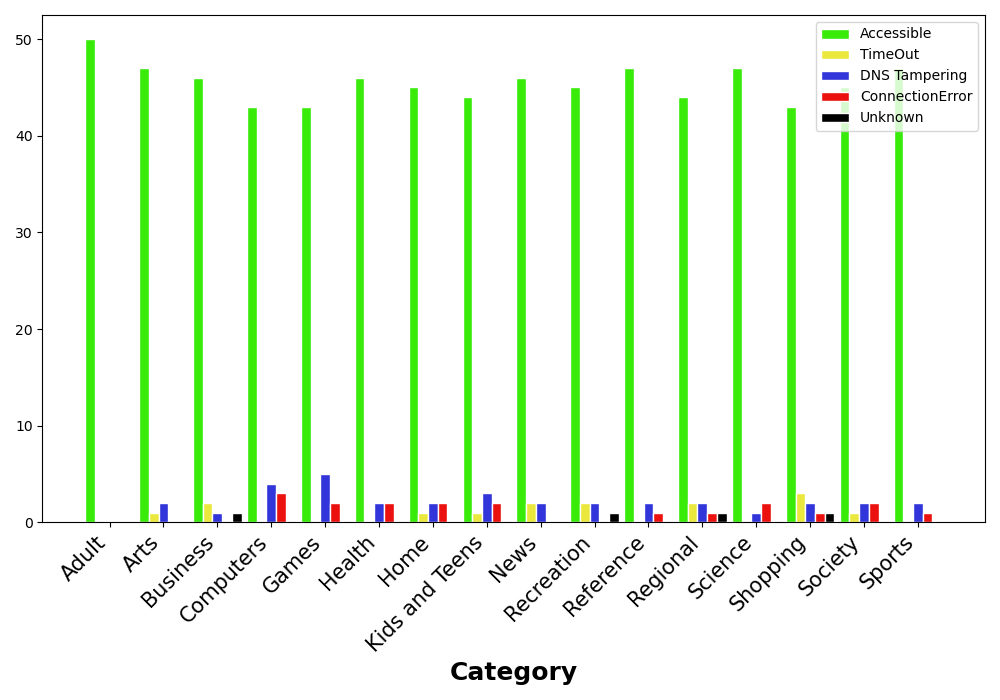 50
40
30
20
10
0
Accessible
TimeOut
DNS Tampering
ConnectionError
Unknown
Adult
Arts
Business
Computers
Games
Health
Home
Kids and Teens
News
Recreation
Reference
Regional
Science
Shopping
Society
Sports
Category